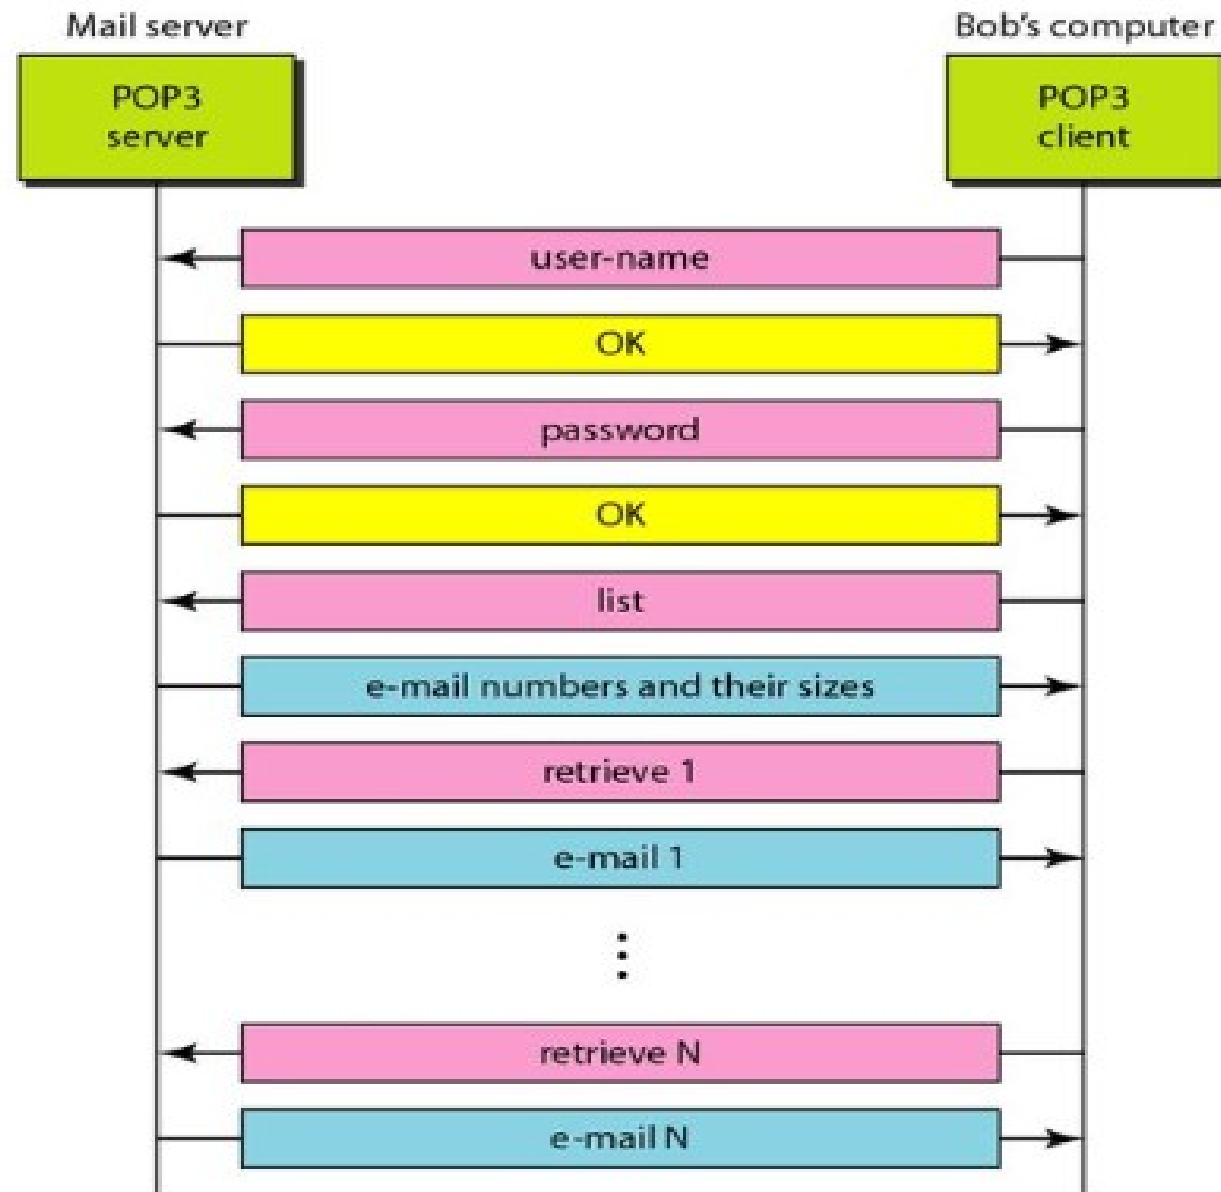 Mail server
Bob's computer
POP3
server
POP3
client
user-name
OK
password
OK
list
e-mail numbers and their sizes
retrieve 1
e-mail 1
retrieve N
e-mail N